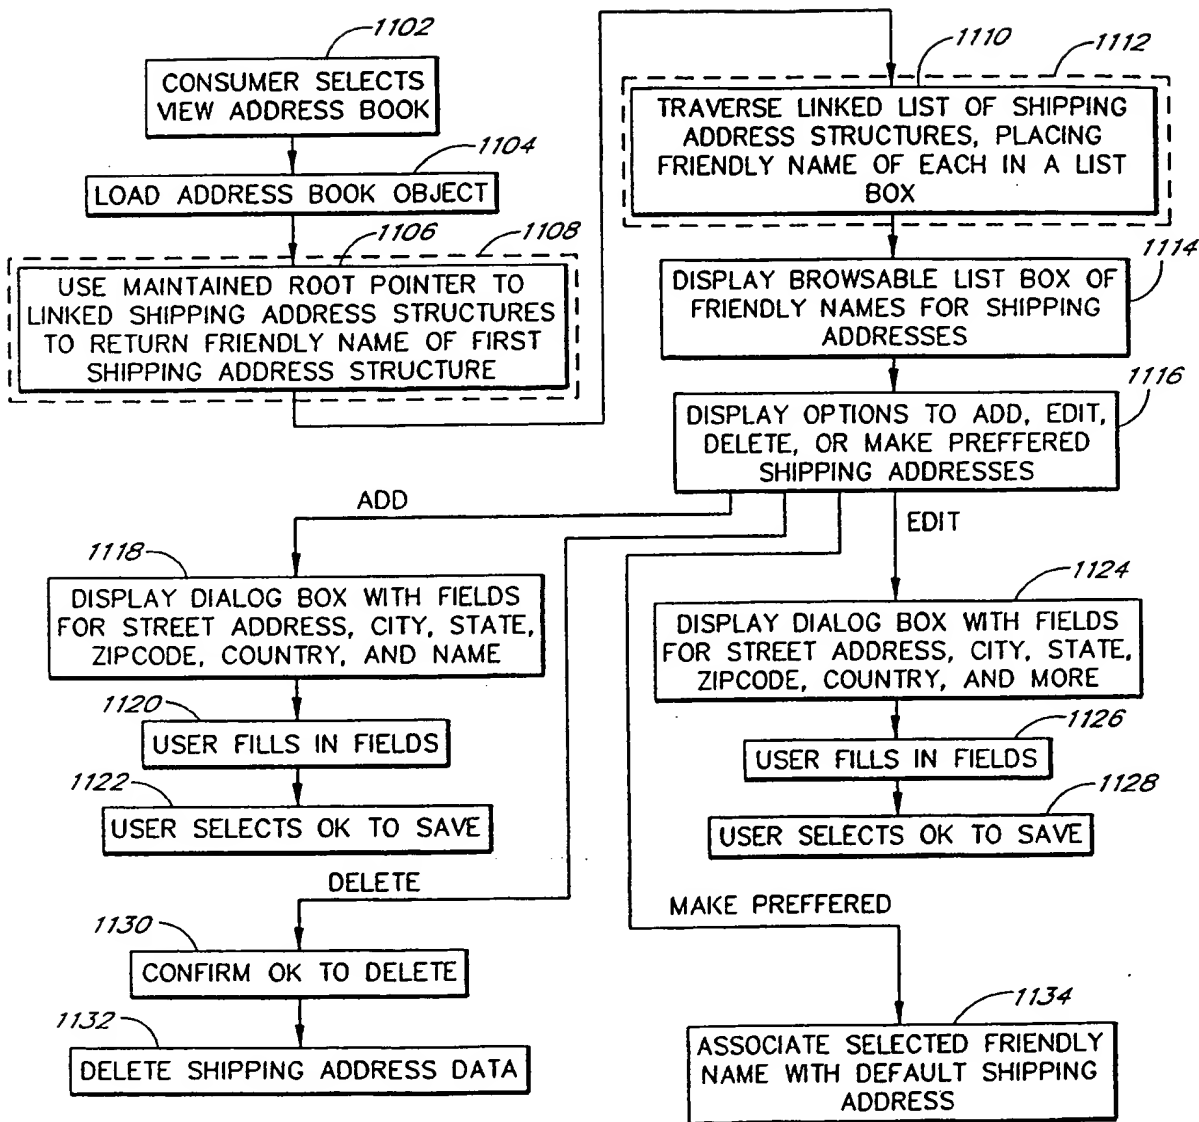 1102
CONSUMER SELECTS
VIEW ADDRESS BOOK
1104
LOAD ADDRESS BOOK OBJECT
1106
1108
USE MAINTAINED ROOT POINTER TO
LINKED SHIPPING ADDRESS STRUCTURES
TO RETURN FRIENDLY NAME OF FIRST
SHIPPING ADDRESS STRUCTURE
1110
1112
TRAVERSE LINKED LIST OF SHIPPING
ADDRESS STRUCTURES, PLACING
FRIENDLY NAME OF EACH IN A LIST
BOX
1114
DISPLAY BROWSABLE LIST BOX OF
FRIENDLY NAMES FOR SHIPPING
ADDRESSES
1116
DISPLAY OPTIONS TO ADD, EDIT,
DELETE, OR MAKE PREFFERED
SHIPPING ADDRESSES
ADD
1118
DISPLAY DIALOG BOX WITH FIELDS
FOR STREET ADDRESS, CITY, STATE,
ZIPCODE, COUNTRY, AND NAME
1120
USER FILLS IN FIELDS
1122
USER SELECTS OK TO SAVE
EDIT
1124
DISPLAY DIALOG BOX WITH FIELDS
FOR STREET ADDRESS, CITY, STATE,
ZIPCODE, COUNTRY, AND MORE
1126
USER FILLS IN FIELDS
1128
USER SELECTS OK TO SAVE
DELETE
1130
CONFIRM OK TO DELETE
1132
DELETE SHIPPING ADDRESS DATA
MAKE PREFFERED
1134
ASSOCIATE SELECTED FRIENDLY
NAME WITH DEFAULT SHIPPING
ADDRESS